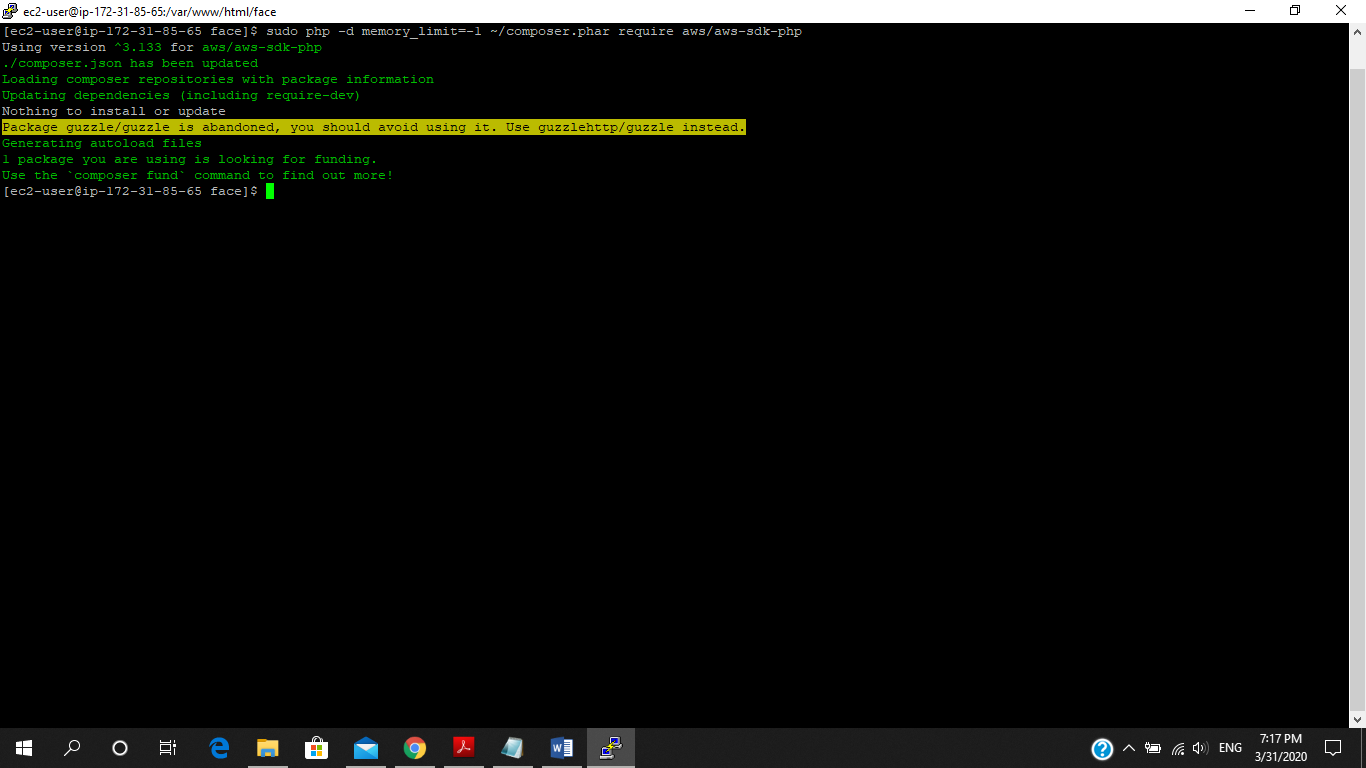 ec2-user@ip-172-31-85-65:/var/www/html/face
[ec2-user@ip-172-31-85-65 face]$ sudo php -d memory_limit=-1 ~/composer.phar require aws/aws-sdk-php
Using version ^3.133 for aws/aws-sdk-php
./composer.json has been updated
Loading composer repositories with package information
Updating dependencies (including require-dev)
Nothing to install or update
Package guzzle/guzzle is abandoned, you should avoid using it. Use guzzlehttp/guzzle instead.
Generating autoload files
1 package you are using is looking for funding.
Use the `composer fund` command to find out more!
[ec2-user@ip-172-31-85-65 face]$
ENG
7:17 PM
3/31/2020